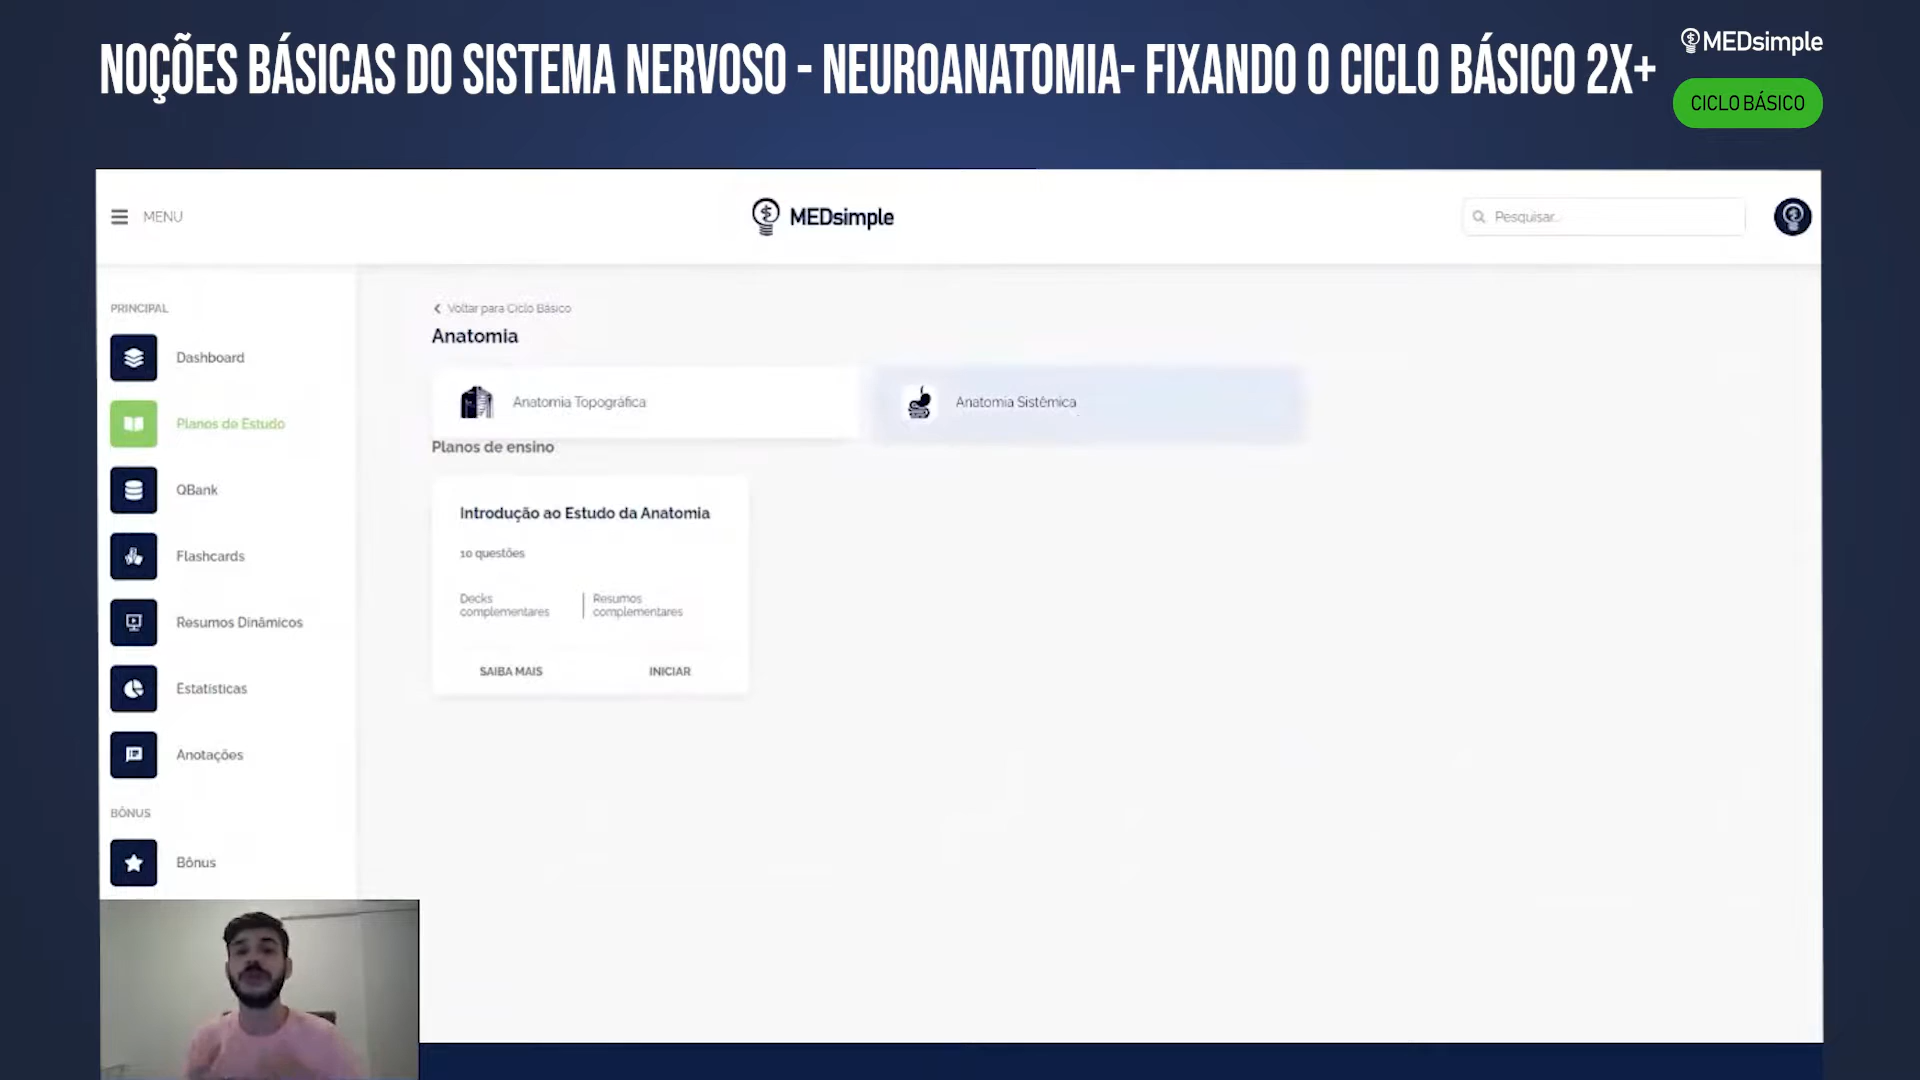 NOÇÕES BÁSICAS DO SISTEMA NERVOSO - NEUROANATOMIA- FIXANDO O CICLO BÁSICO 2X+
MEDsimple
CICLO BÁSICO
MENU
MEDsimple
Pesquisar...
PRINCIPAL
Dashboard
Planos de Estudo
QBank
Flashcards
Resumos Dinâmicos
Estatísticas
Anotações
BÔNUS
Bônus
Voltar para Ciclo Básico
Anatomia
Anatomia Topográfica
Anatomia Sistêmica
Planos de ensino
Introdução ao Estudo da Anatomia
10 questões
Decks
complementares
Resumos
complementares
SAIBA MAIS
INICIAR